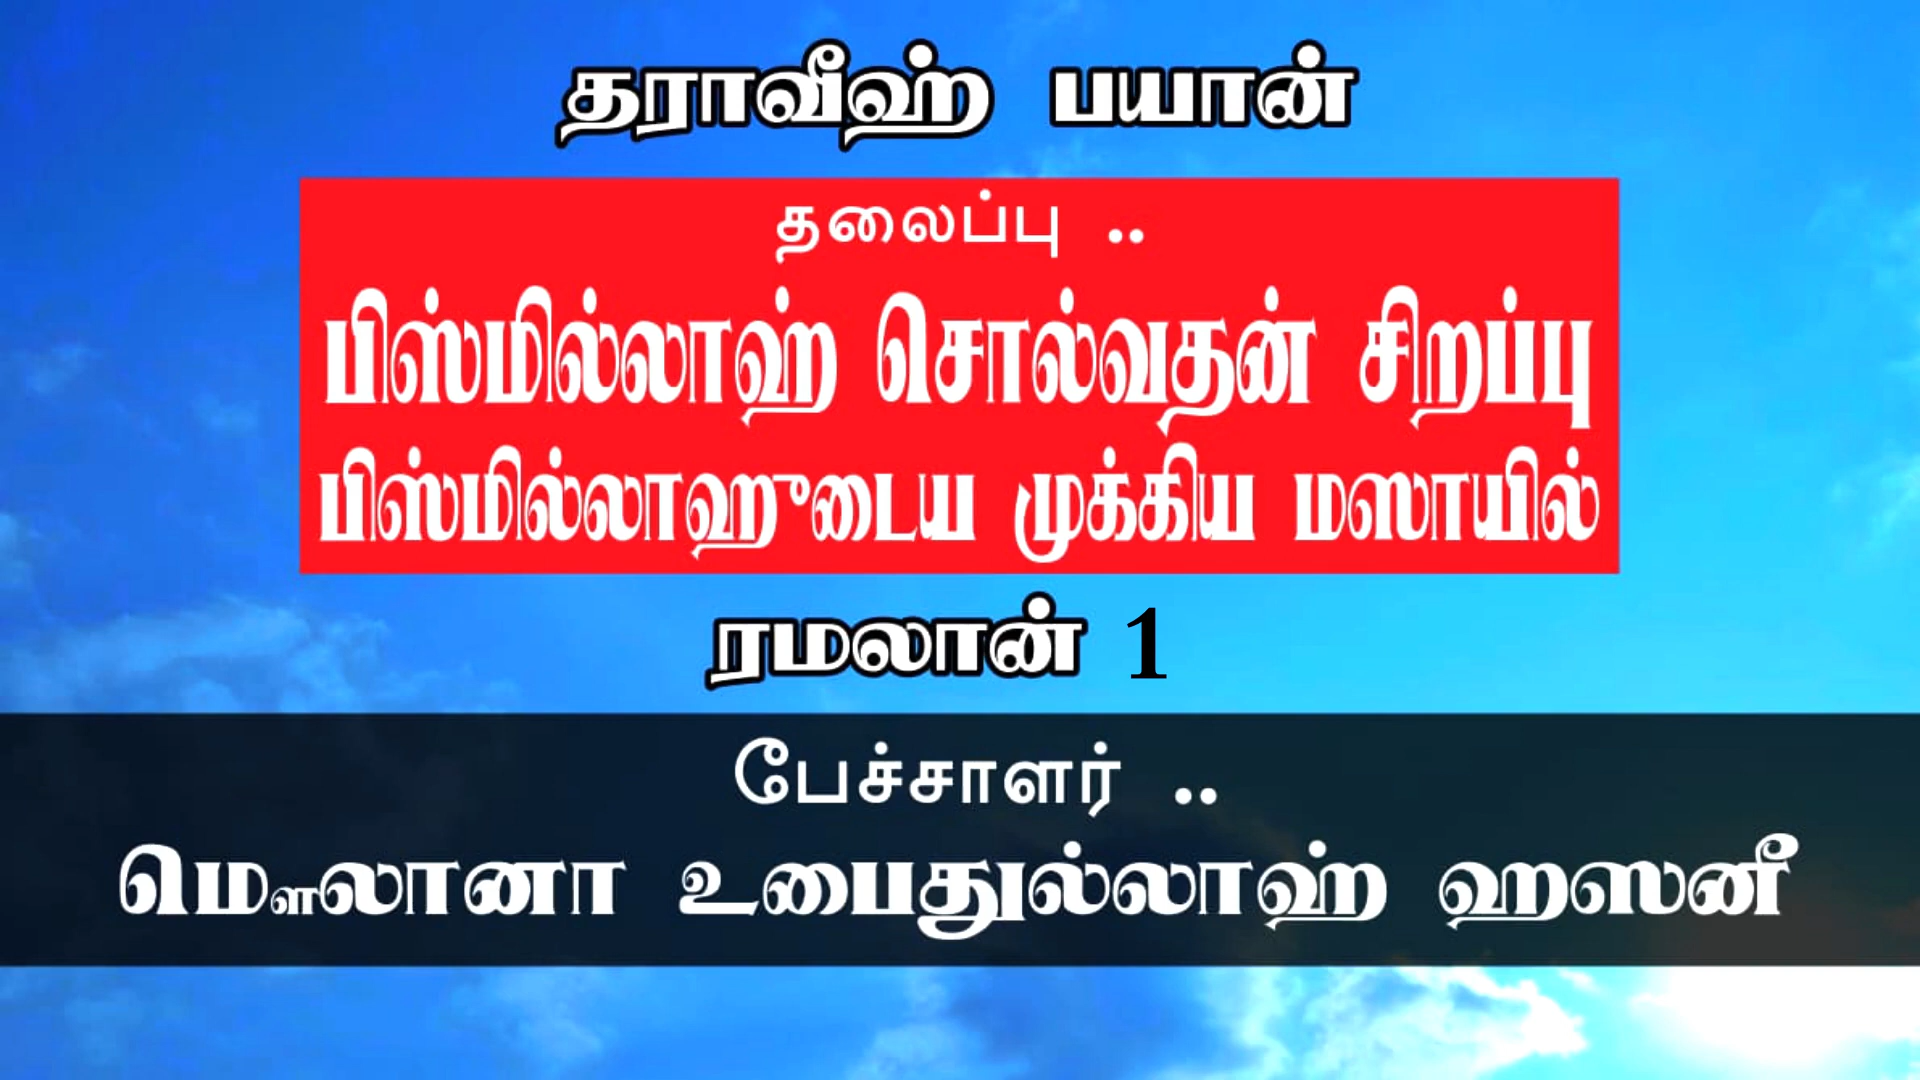 தராவீஹ் பயான்
தலைப்பு ..
பிஸ்மில்லாஹ் சொல்வதன் சிறப்பு
பிஸ்மில்லாஹுடைய முக்கிய மஸாயில்
ரமலான் 1
பேச்சாளர் ..
மௌலானா உபைதுல்லாஹ் ஹஸனீ